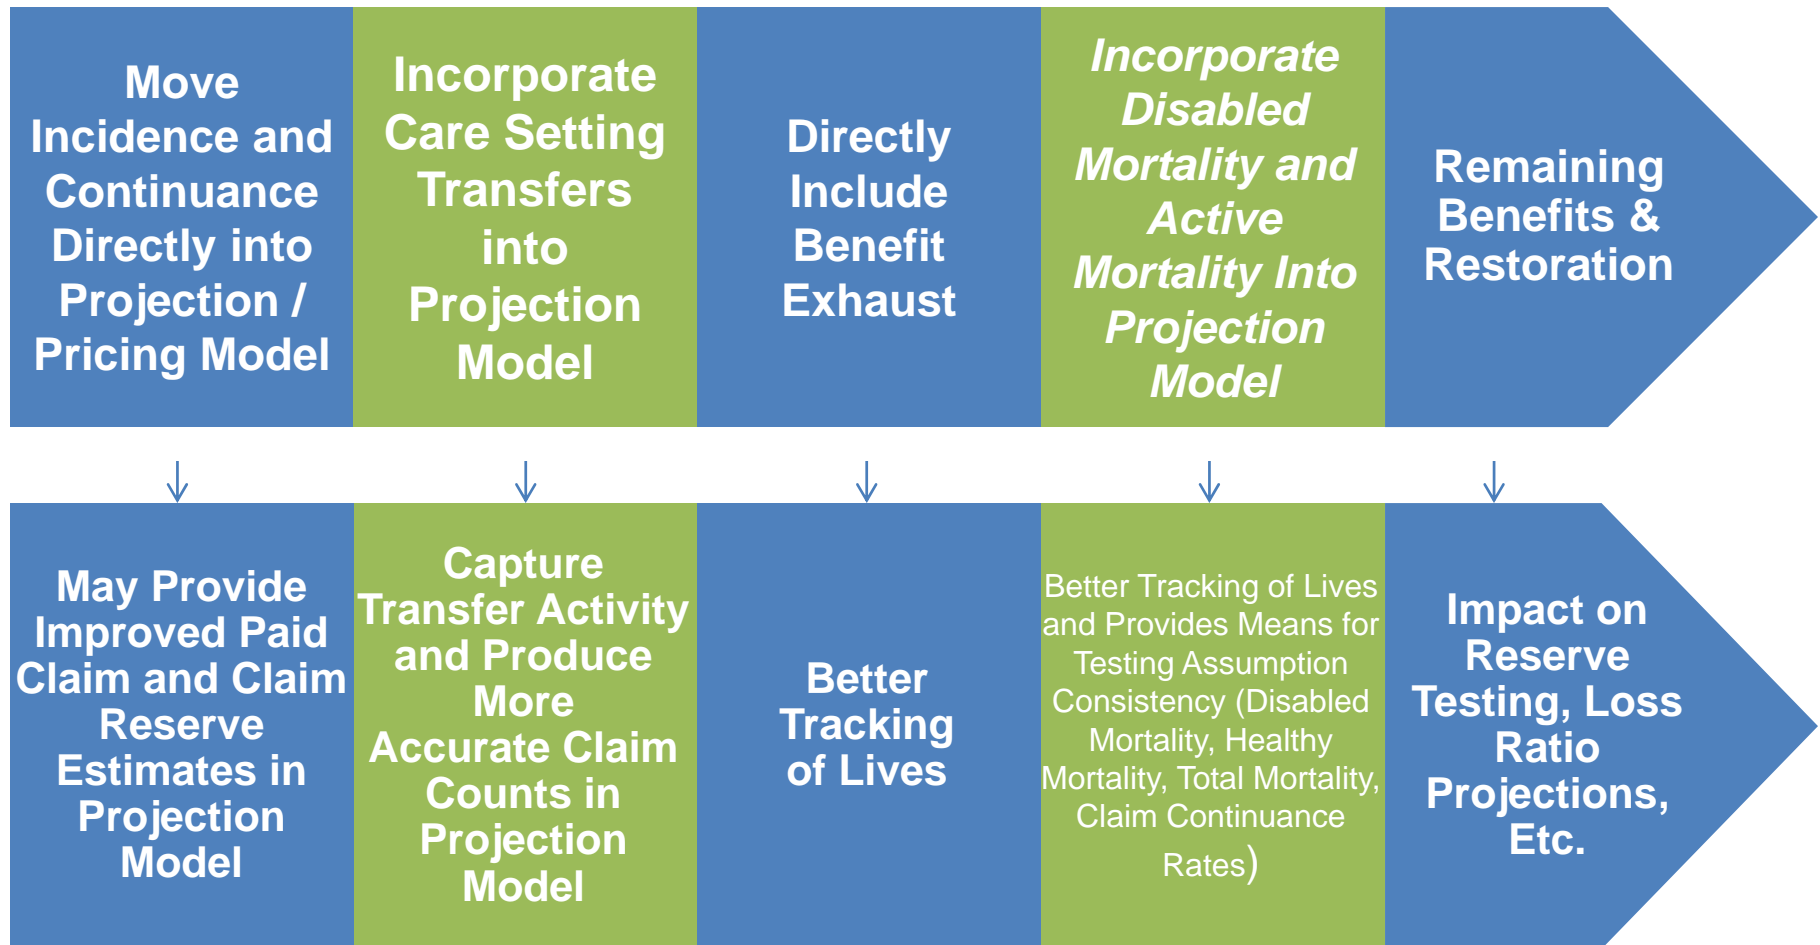 Move
Incidence and
Continuance
Directly into
Projection /
Pricing Model
Incorporate
Care Setting
Transfers
into
Projection
Model
Directly
Include
Benefit
Exhaust
Incorporate
Disabled
Mortality and
Active
Mortality Into
Projection
Model
Remaining
Benefits &
Restoration
May Provide
Improved Paid
Claim and Claim
Reserve
Estimates in
Projection
Model
Capture
Transfer Activity
and Produce
More
Accurate Claim
Counts in
Projection
Model
Better
Tracking
of Lives
Better Tracking of Lives
and Provides Means for
Testing Assumption
Consistency (Disabled
Mortality, Healthy
Mortality, Total Mortality,
Claim Continuance
Rates)
Impact on
Reserve
Testing, Loss
Ratio
Projections,
Etc.